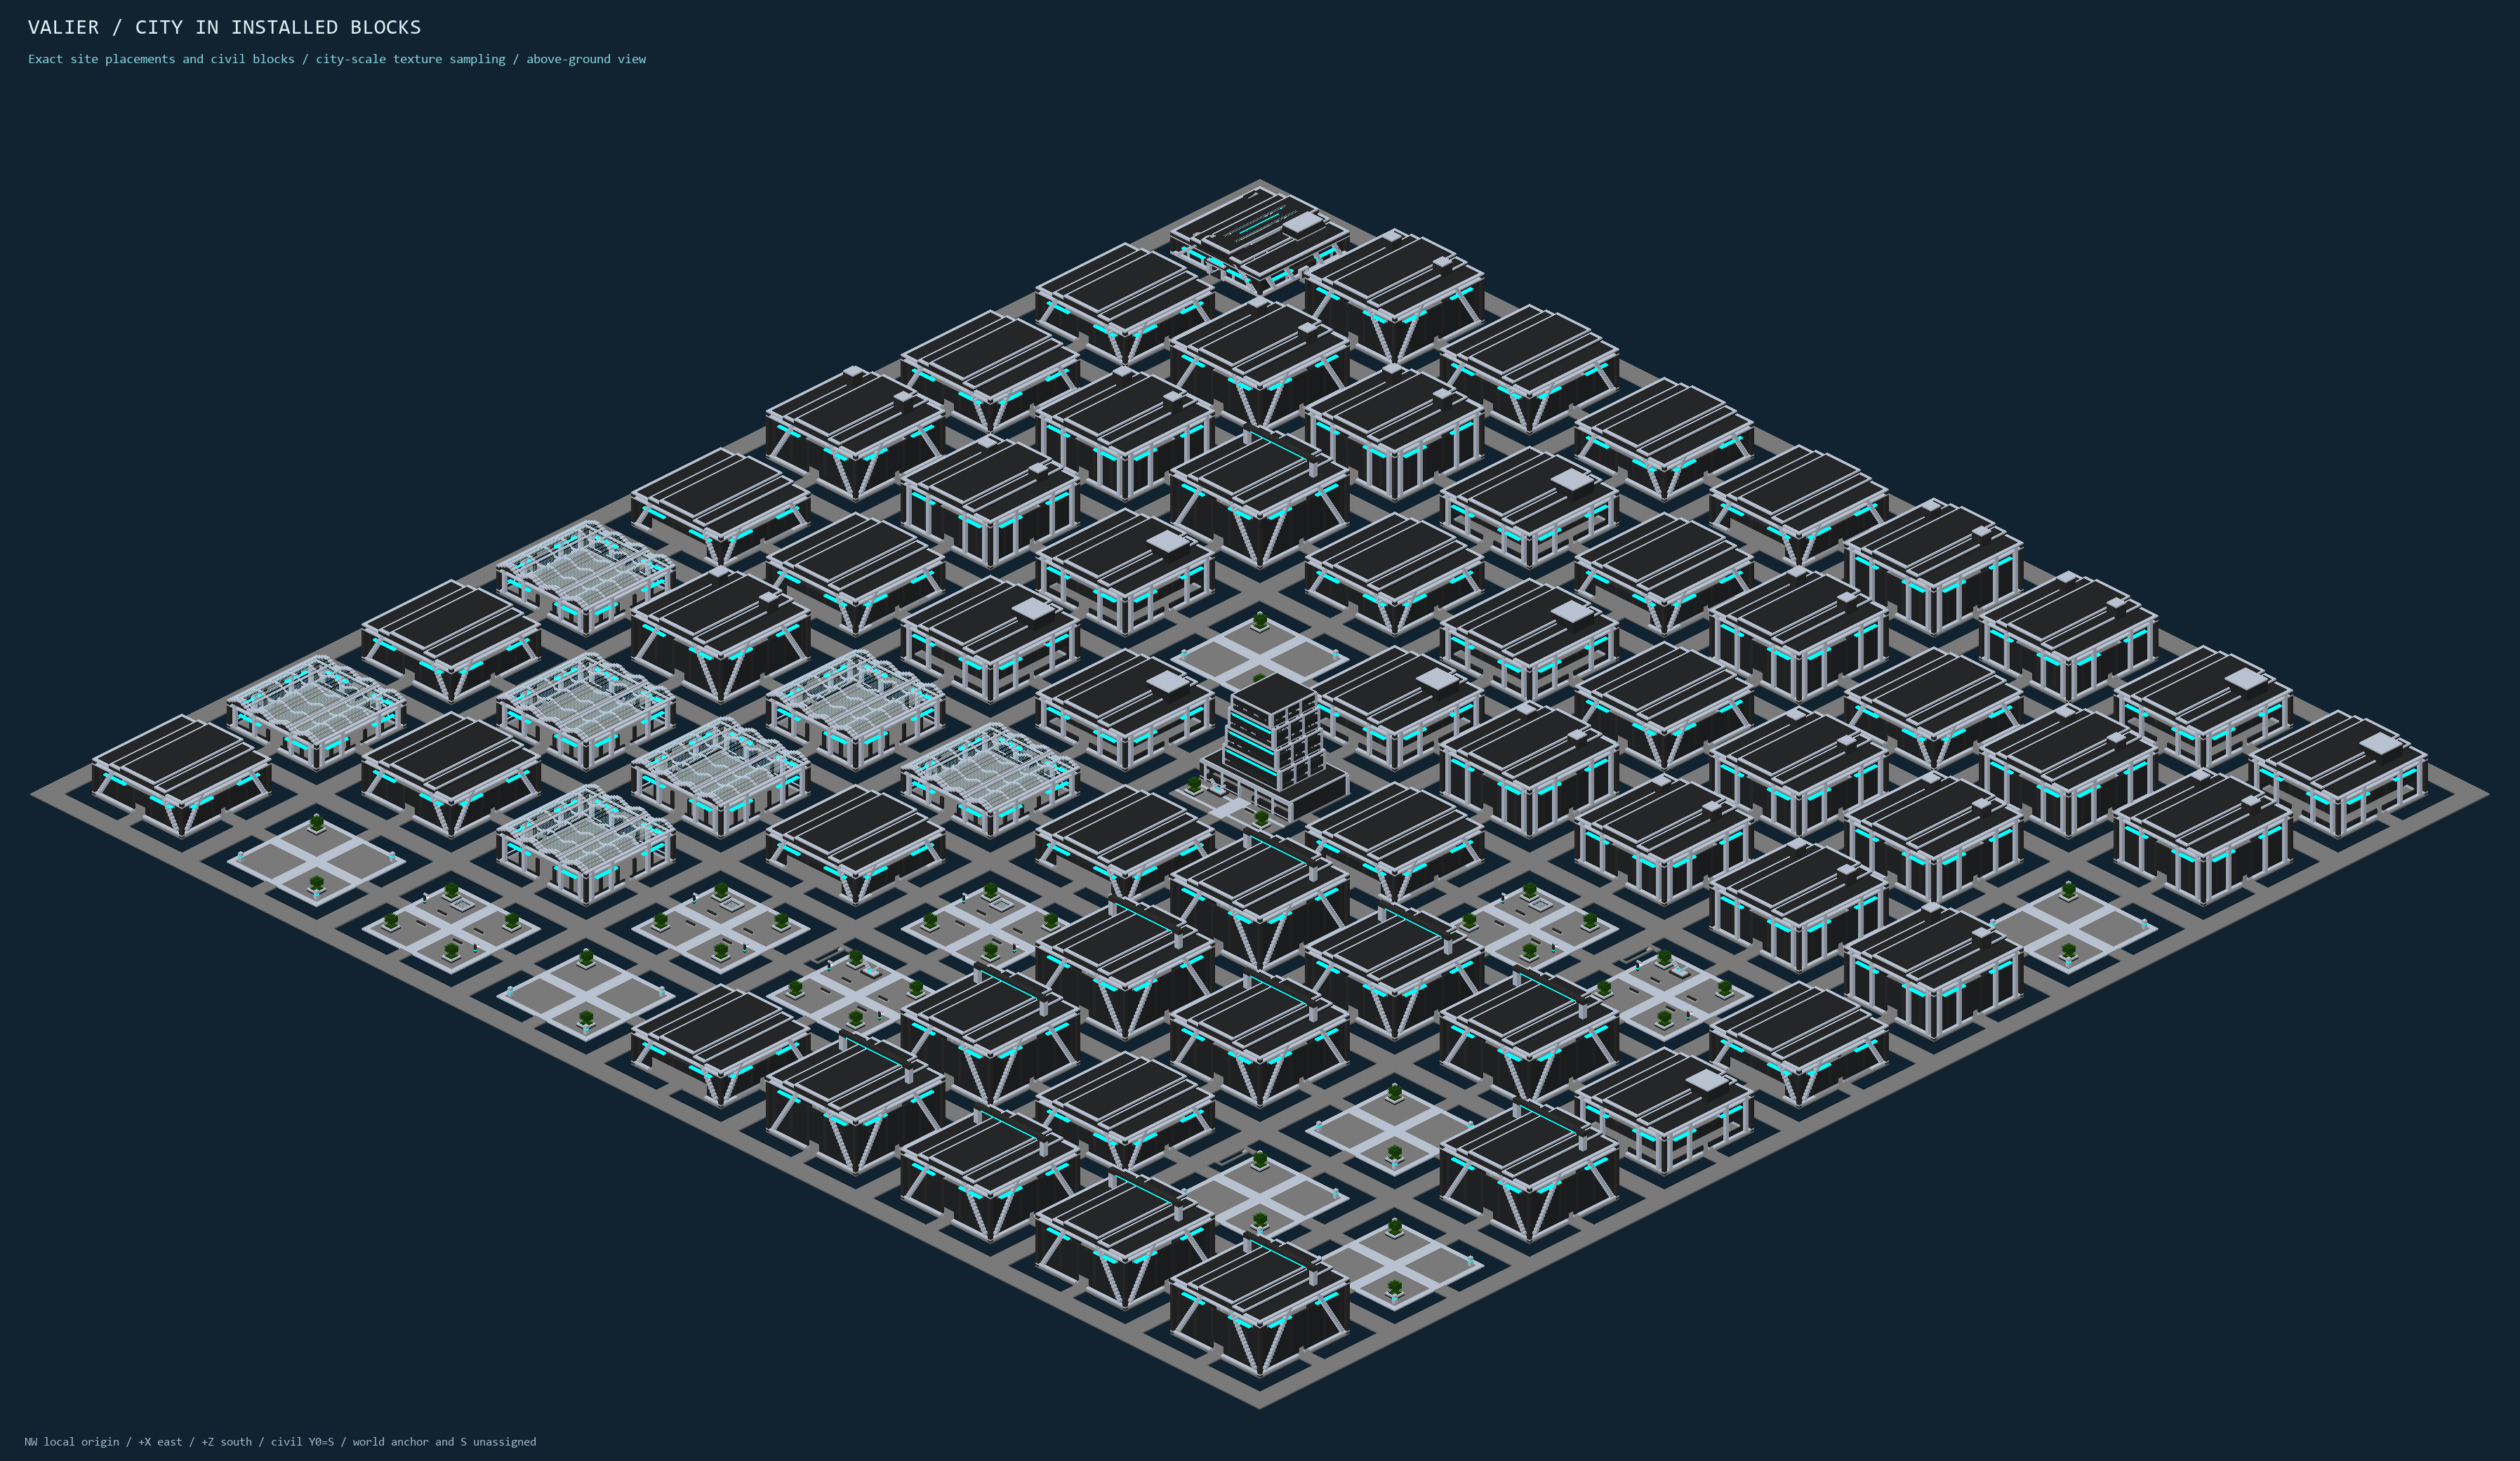 VALIER / CITY IN INSTALLED BLOCKS
Exact site placements and civil blocks / city-scale texture sampling / above-ground view
NW local origin / +X east / +Z south / civil Y0=S / world anchor and S unassigned